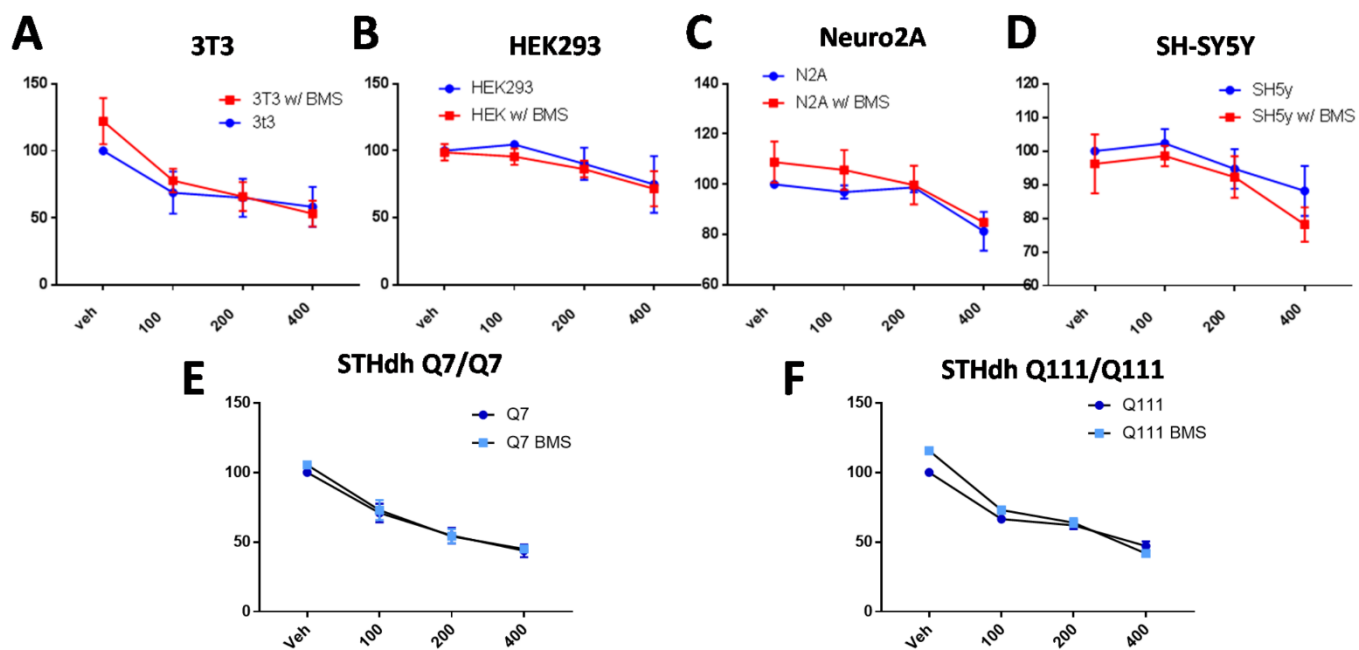 A
3T3
150
100
50
0
3T3 w/ BMS
3t3
veh
100
200
400
B
HEK293
150
100
50
0
HEK293
HEK w/ BMS
veh
100
200
400
C
Neuro2A
140
120
100
80
60
N2A
N2A w/ BMS
veh
100
200
400
D
SH-SY5Y
120
110
100
90
80
70
60
SH5y
SH5y w/ BMS
veh
100
200
400
E
STHdh Q7/Q7
150
100
50
0
Q7
Q7 BMS
Veh
100
200
400
F
STHdh Q111/Q111
150
100
50
0
Q111
Q111 BMS
Veh
100
200
400